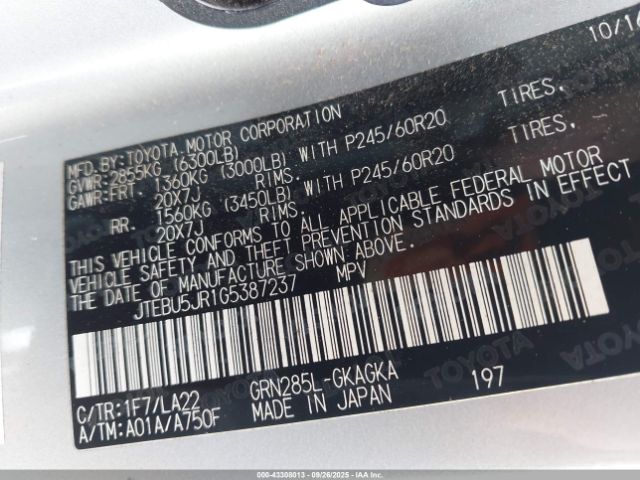 10/16
MFD. BY: TOYOTA MOTOR CORPORATION
GVWR: 2855KG (6300LB)
GAWR: FRT. 1360KG (3000LB) WITH P245/60R20 TIRES,
20X7J RIMS,
RR. 1560KG (3450LB) WITH P245/60R20 TIRES,
20X7J RIMS,
THIS VEHICLE CONFORMS TO ALL APPLICABLE FEDERAL MOTOR
VEHICLE SAFETY AND THEFT PREVENTION STANDARDS IN EFFECT
THE DATE OF MANUFACTURE SHOWN ABOVE.
JTEBU5JR1G5387237 MPV
C/TR: 1F7/LA22 GRN285L-GKAGKA 197
A/TM: A01A/A750F MADE IN JAPAN
000-43308013 - 09/26/2025 - IAAI